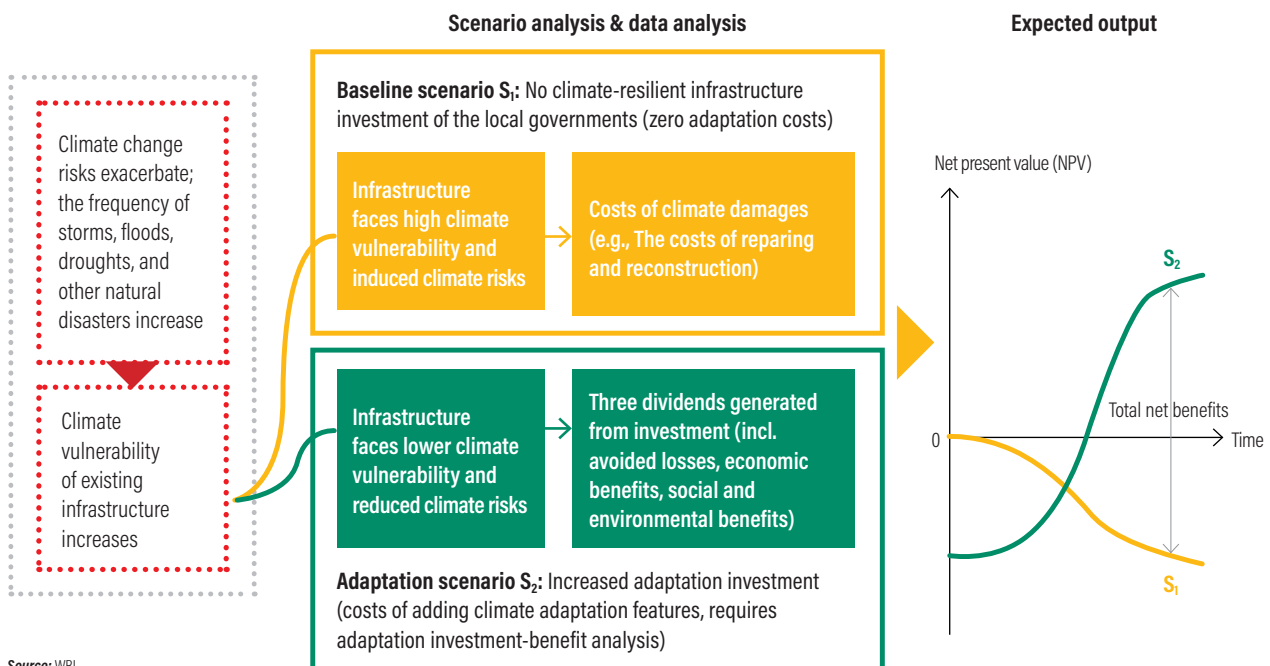 Scenario analysis & data analysis
Expected output
Climate change
risks exacerbate;
the frequency of
storms, floods,
droughts, and
other natural
disasters increase
Climate
vulnerability
of existing
infrastructure
increases
Baseline scenario S₁: No climate-resilient infrastructure
investment of the local governments (zero adaptation costs)
Infrastructure
faces high climate
vulnerability and
induced climate risks
Costs of climate damages
(e.g., The costs of reparing
and reconstruction)
Infrastructure
faces lower climate
vulnerability and
reduced climate risks
Three dividends generated
from investment (incl.
avoided losses, economic
benefits, social and
environmental benefits)
Adaptation scenario S₂: Increased adaptation investment
(costs of adding climate adaptation features, requires
adaptation investment-benefit analysis)
Net present value (NPV)
S₂
Total net benefits
0
Time
S₁
Source: WRI